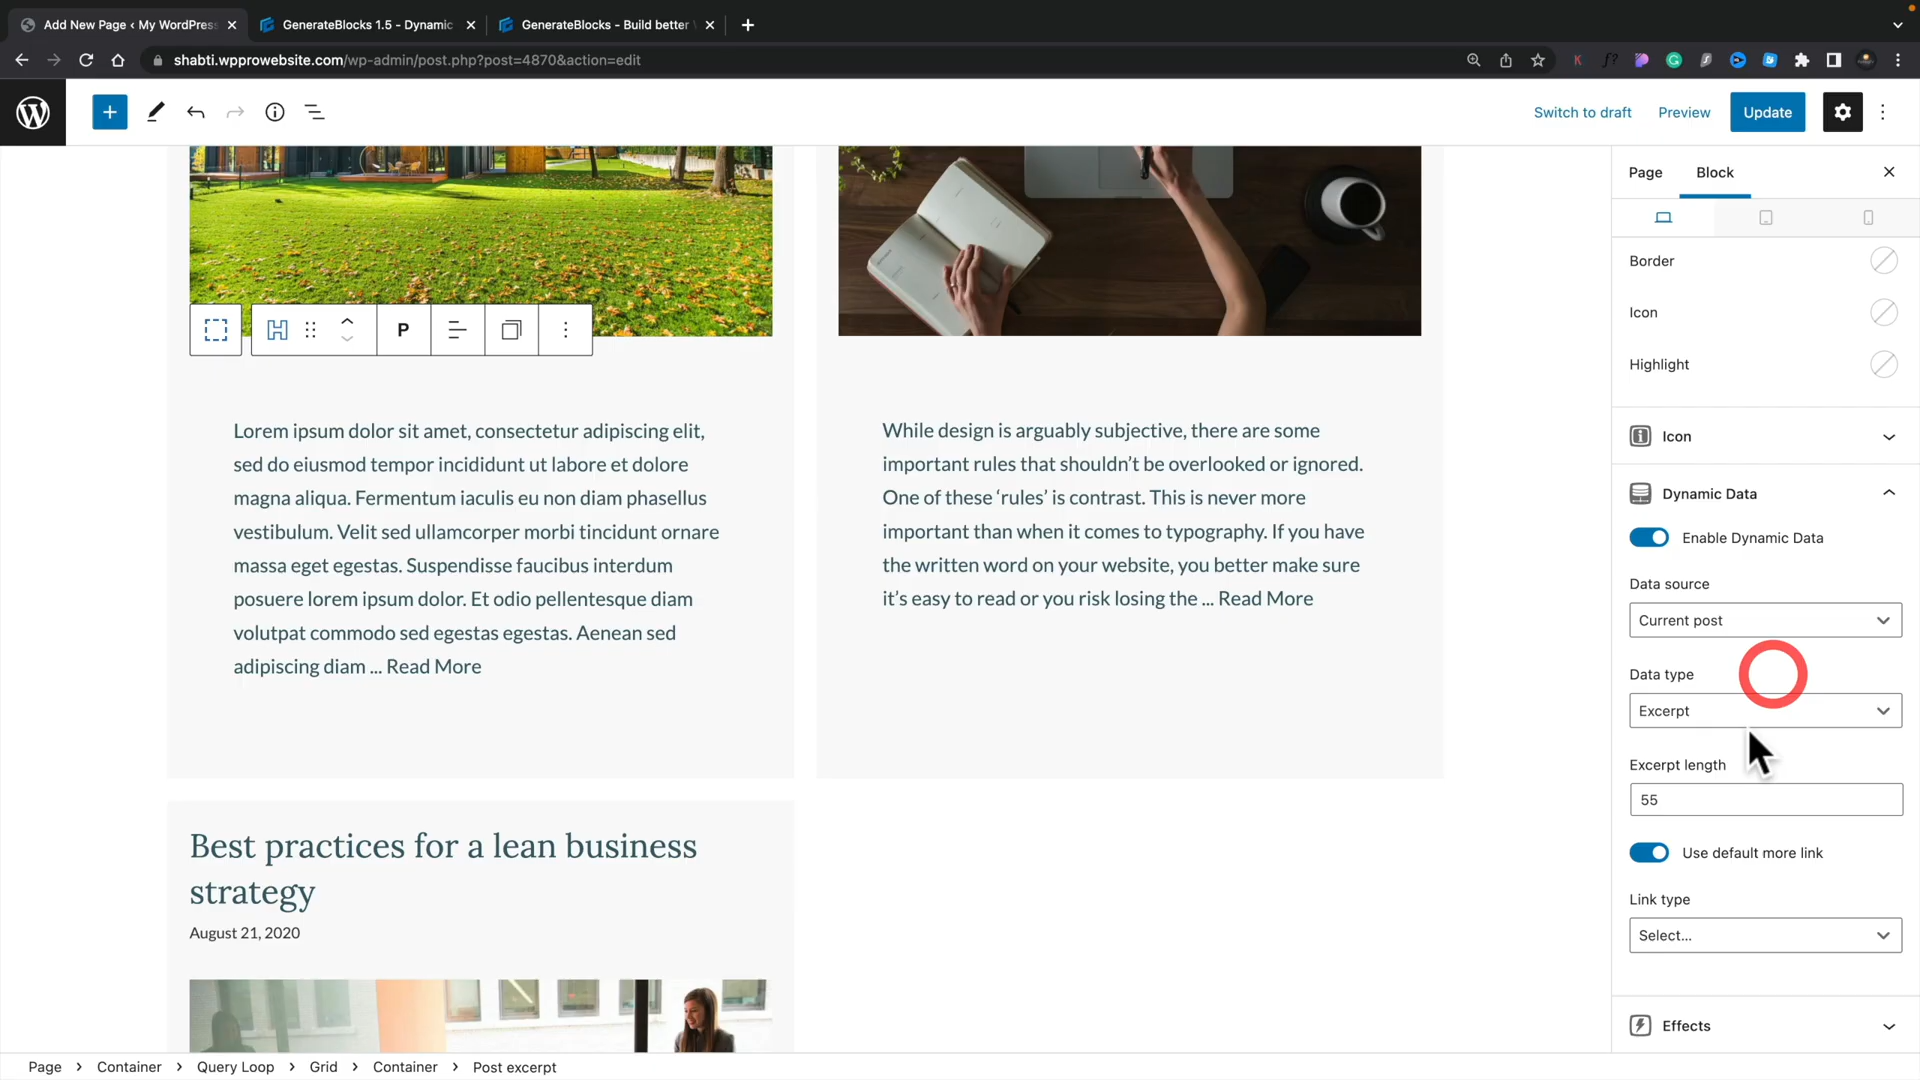 Add New Page ‹ My WordPress
GenerateBlocks 1.5 - Dynamic
GenerateBlocks - Build better
shabti.wpprowebsite.com/wp-admin/post.php?post=4870&action=edit
Switch to draft
Preview
Update
Page
Block
Border
Icon
Highlight
Icon
Dynamic Data
Enable Dynamic Data
Data source
Current post
Data type
Excerpt
Excerpt length
55
Use default more link
Link type
Select...
Effects
P
Lorem ipsum dolor sit amet, consectetur adipiscing elit,
sed do eiusmod tempor incididunt ut labore et dolore
magna aliqua. Fermentum iaculis eu non diam phasellus
vestibulum. Velit sed ullamcorper morbi tincidunt ornare
massa eget egestas. Suspendisse faucibus interdum
posuere lorem ipsum dolor. Et odio pellentesque diam
volutpat commodo sed egestas egestas. Aenean sed
adipiscing diam ... Read More
While design is arguably subjective, there are some
important rules that shouldn’t be overlooked or ignored.
One of these ‘rules’ is contrast. This is never more
important than when it comes to typography. If you have
the written word on your website, you better make sure
it’s easy to read or you risk losing the ... Read More
Best practices for a lean business
strategy
August 21, 2020
Page › Container › Query Loop › Grid › Container › Post excerpt